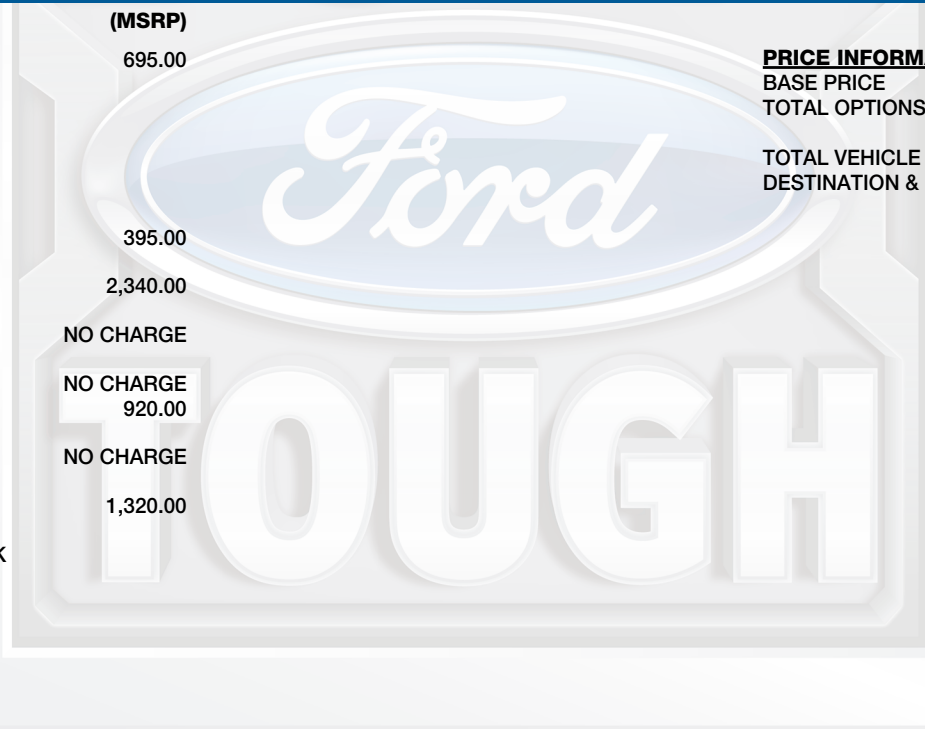 (MSRP)
695.00
395.00
2,340.00
NO CHARGE
NO CHARGE
920.00
NO CHARGE
1,320.00
K
PRICE INFORMA
BASE PRICE
TOTAL OPTIONS
TOTAL VEHICLE
DESTINATION &
Ford
TOUGH